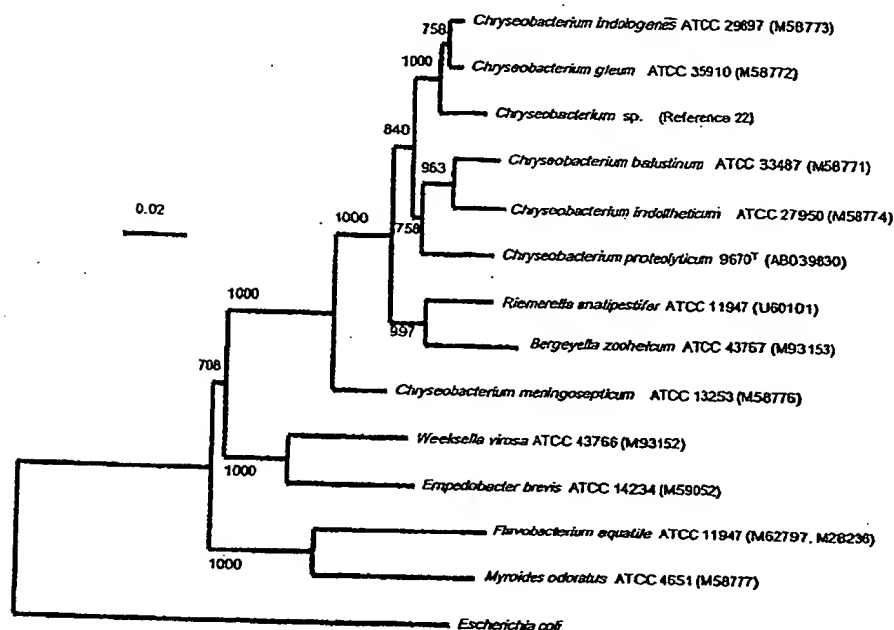 758
Chryseobacterium indologenes ATCC 29897 (M58773)
1000
Chryseobacterium gleum ATCC 35910 (M58772)
Chryseobacterium sp. (Reference 22)
840
963
Chryseobacterium balustinum ATCC 33487 (M58771)
0.02
1000
758
Chryseobacterium indoltheticum ATCC 27950 (M58774)
Chryseobacterium proteolyticum 9670T (AB039830)
1000
Riemerella anatipestifer ATCC 11947 (U60101)
997
Bergeyella zoohelcum ATCC 43767 (M93153)
708
Chryseobacterium meningosepticum ATCC 13253 (M58776)
Weeksella virosa ATCC 43766 (M93152)
1000
Empedobacter brevis ATCC 14234 (M59052)
Flavobacterium aquatile ATCC 11947 (M62797, M28236)
1000
Myroides odoratus ATCC 4651 (M58777)
Escherichia coli